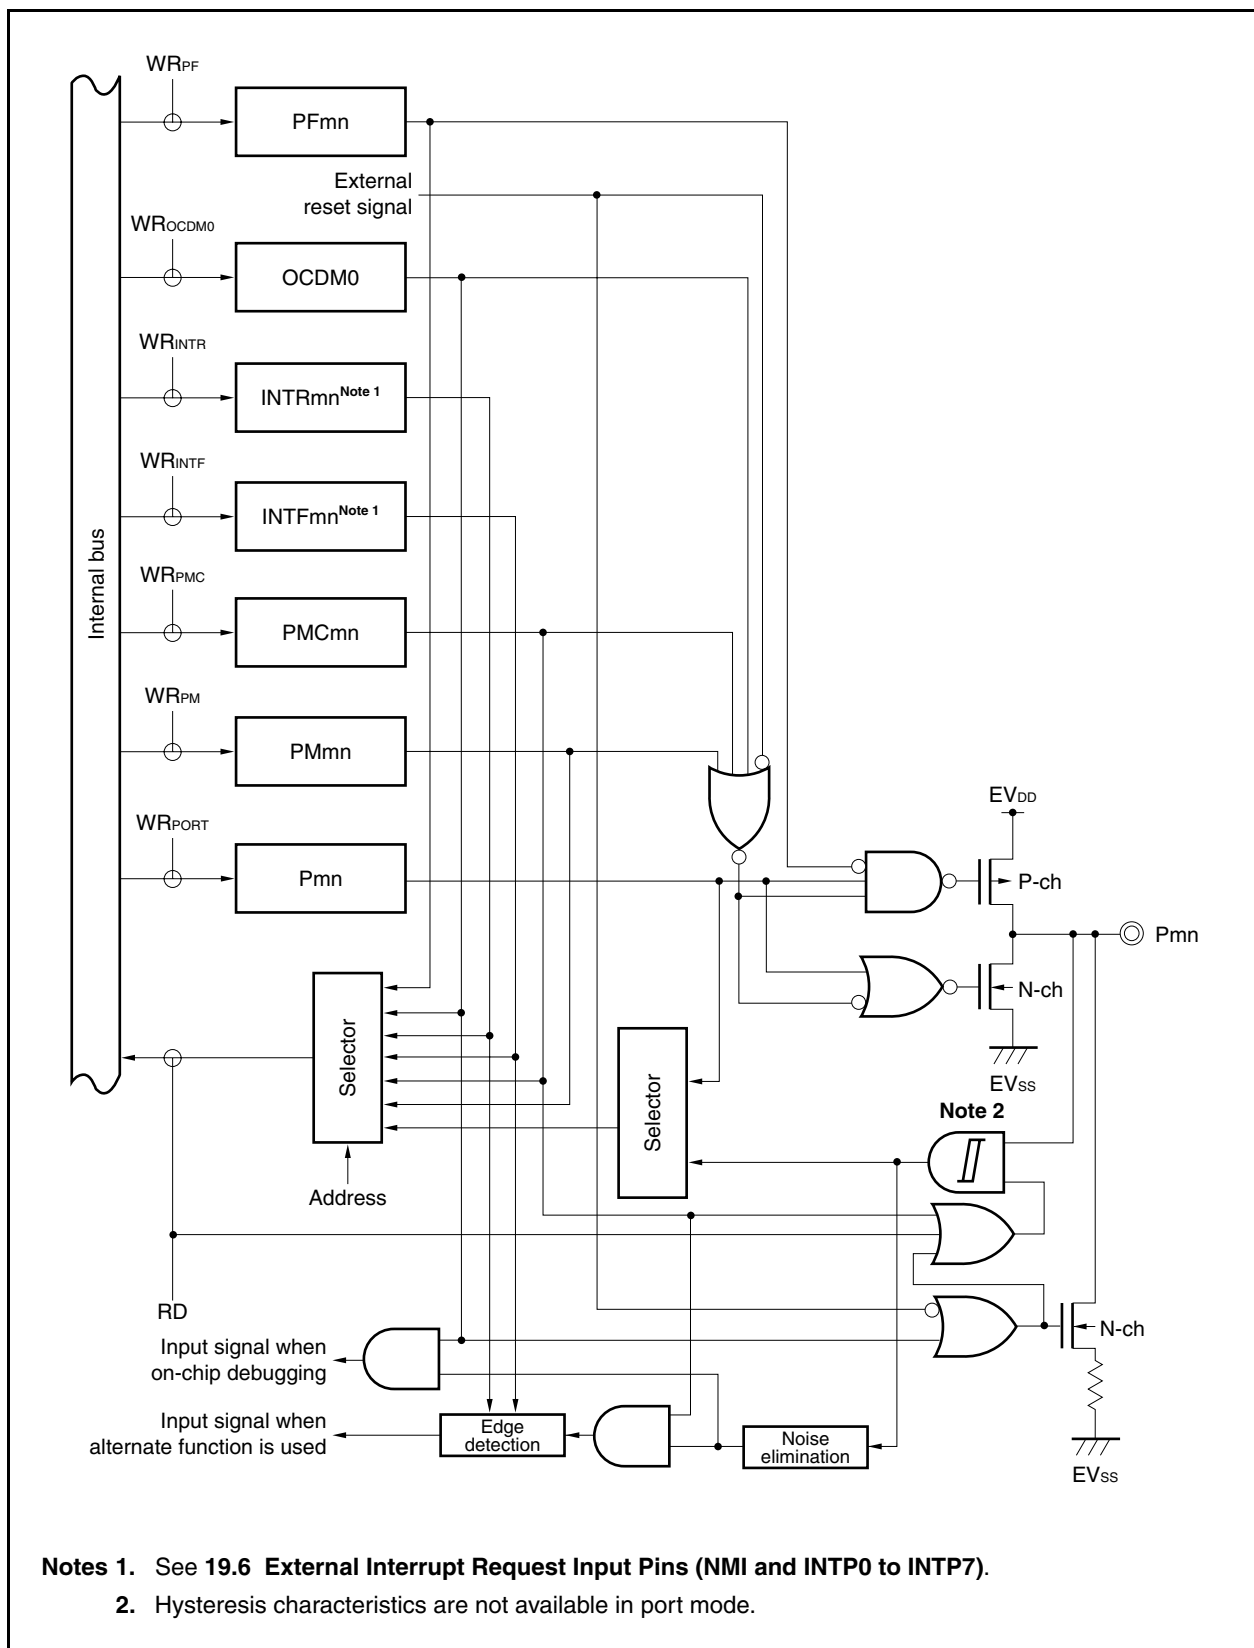 WRPF
PFmn
External
reset signal
WROCDM0
OCDM0
WRINTR
INTRmnNote 1
WRINTF
INTFmnNote 1
Internal bus
WRPMC
PMCmn
WRPM
PMmn
WRPORT
Pmn
EVDD
P-ch
Pmn
N-ch
EVSS
Selector
Selector
Note 2
Address
RD
N-ch
Input signal when
on-chip debugging
Input signal when
alternate function is used
Edge
detection
Noise
elimination
EVSS
Notes 1. See 19.6 External Interrupt Request Input Pins (NMI and INTP0 to INTP7).
2. Hysteresis characteristics are not available in port mode.